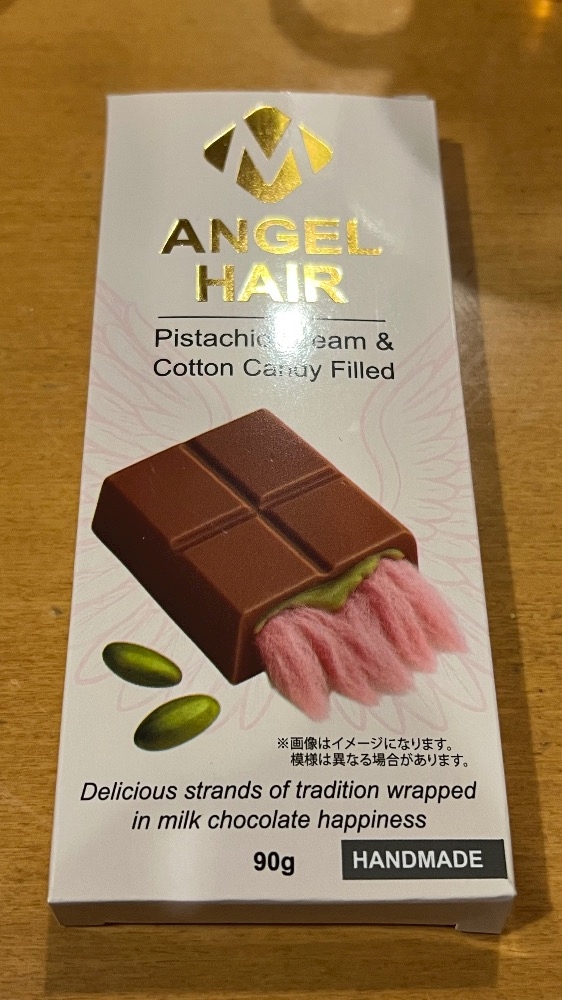 M
ANGEL
HAIR
Pistachio Cream &
Cotton Candy Filled
※画像はイメージになります。
模様は異なる場合があります。
Delicious strands of tradition wrapped
in milk chocolate happiness
90g
HANDMADE